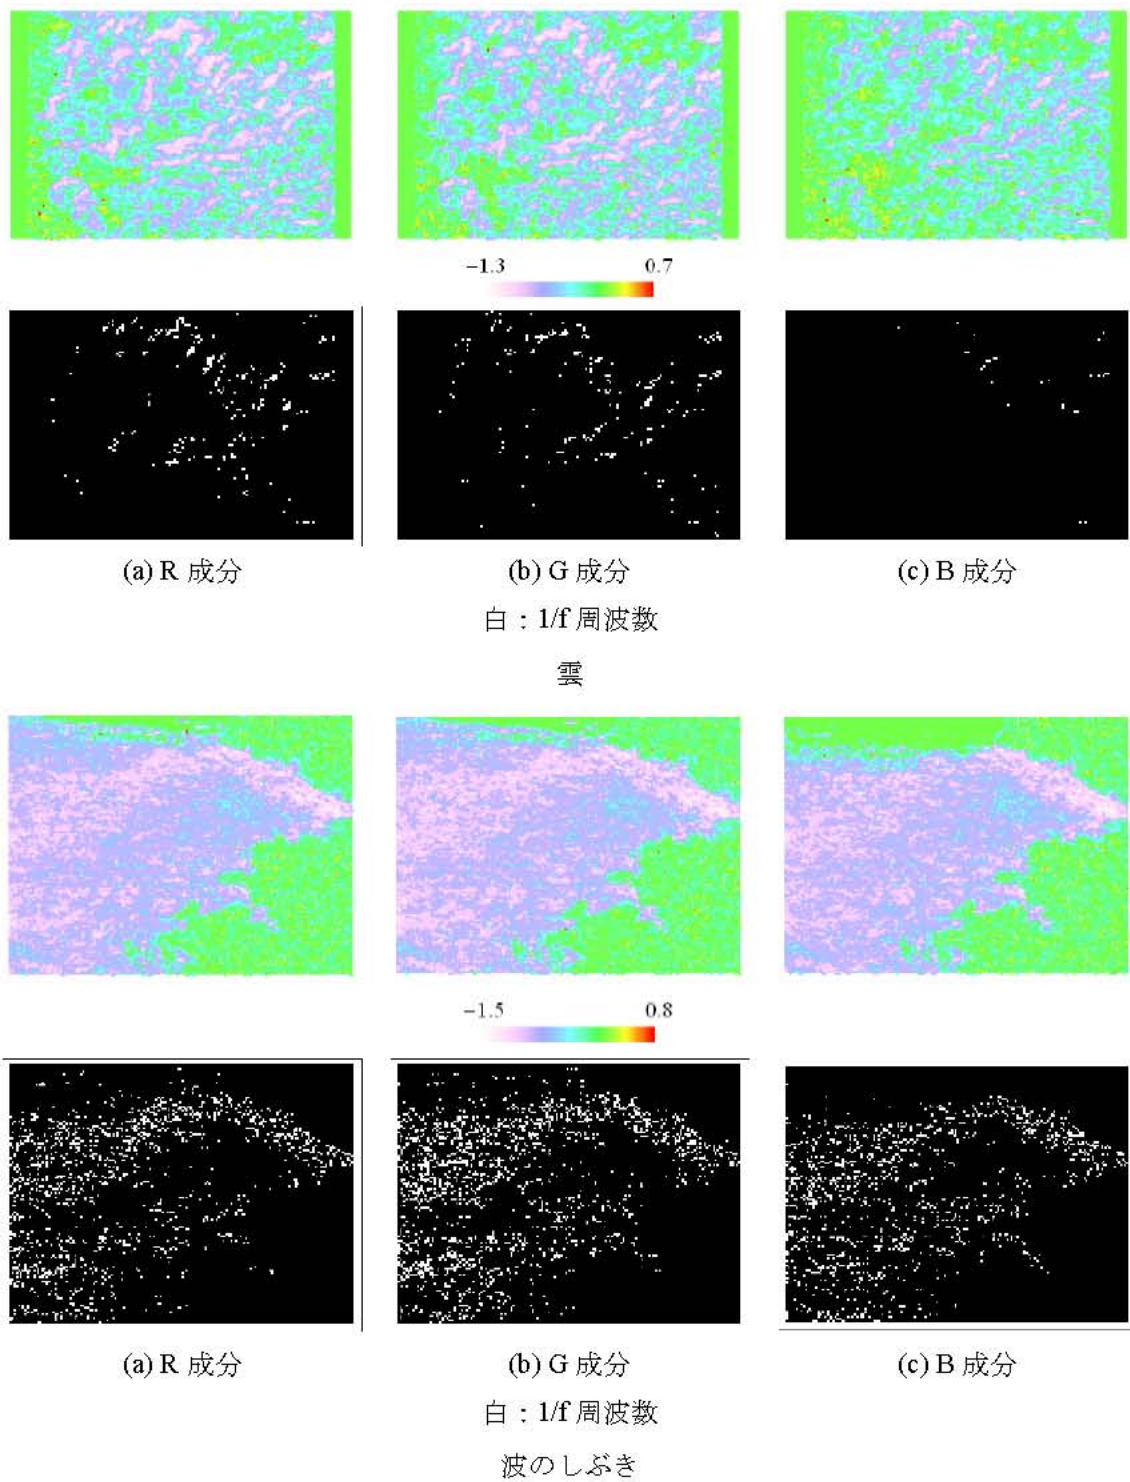 −1.3 0.7
(a) R 成分 (b) G 成分 (c) B 成分
白：1/f 周波数
雲
−1.5 0.8
(a) R 成分 (b) G 成分 (c) B 成分
白：1/f 周波数
波のしぶき